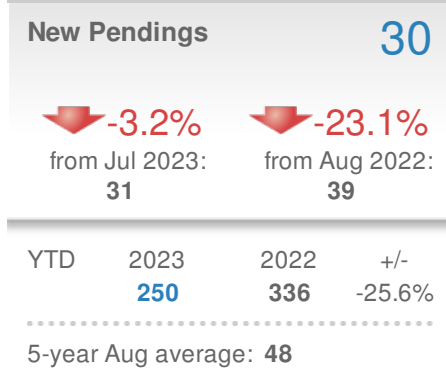 New Pendings 30
-3.2% -23.1%
from Jul 2023: from Aug 2022:
31 39
YTD 2023 2022 +/-
250 336 -25.6%
5-year Aug average: 48